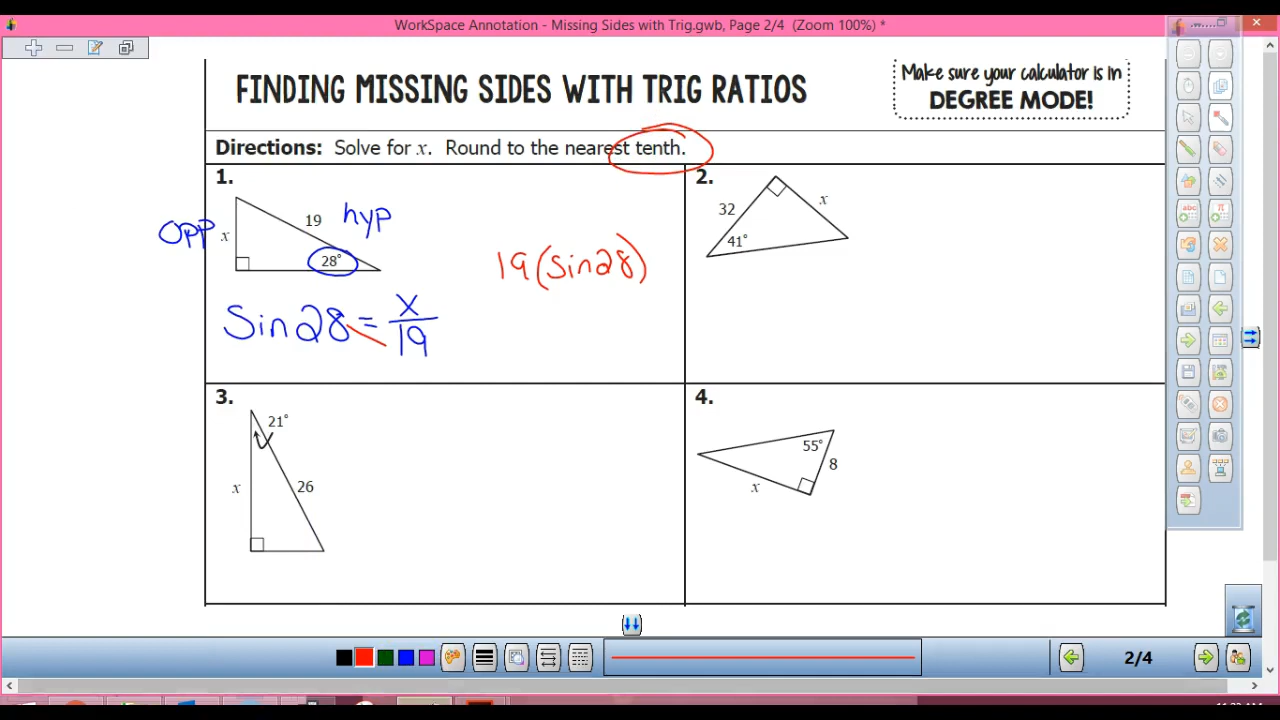 WorkSpace Annotation - Missing Sides with Trig.gwb, Page 2/4 (Zoom 100%) *
FINDING MISSING SIDES WITH TRIG RATIOS
Make sure your calculator is in
DEGREE MODE!
Directions: Solve for x. Round to the nearest tenth.
1.
opp
x
19
hyp
28°
19(sin28)
Sin28 = x/19
2.
32
x
41°
3.
21°
x
26
4.
55°
8
x
abc
π
2/4